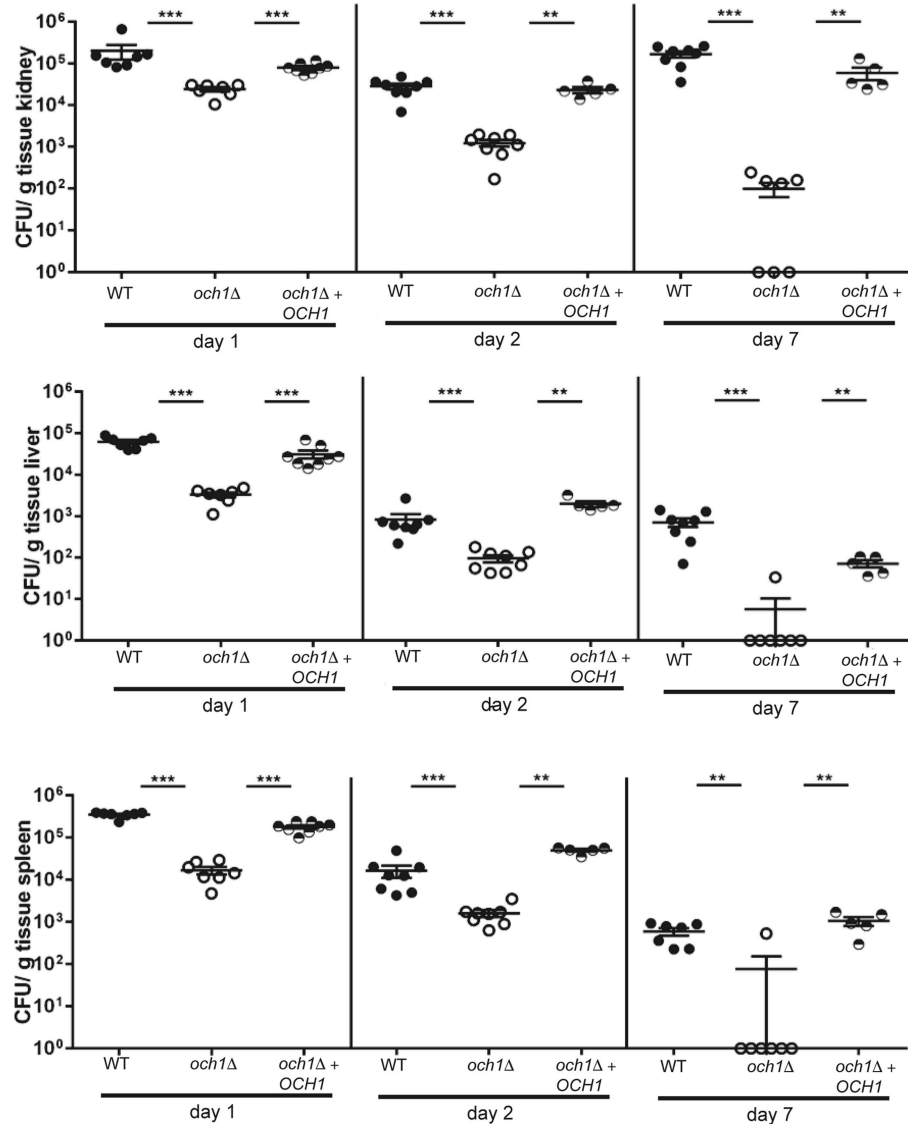 CFU/ g tissue kidney
*** *** *** ** *** **
10⁶
10⁵
10⁴
10³
10²
10¹
10⁰
WT och1Δ och1Δ + OCH1 WT och1Δ och1Δ + OCH1 WT och1Δ och1Δ + OCH1
day 1 day 2 day 7
CFU/ g tissue liver
*** *** *** ** *** **
10⁶
10⁵
10⁴
10³
10²
10¹
10⁰
WT och1Δ och1Δ + OCH1 WT och1Δ och1Δ + OCH1 WT och1Δ och1Δ + OCH1
day 1 day 2 day 7
CFU/ g tissue spleen
*** *** *** ** ** **
10⁶
10⁵
10⁴
10³
10²
10¹
10⁰
WT och1Δ och1Δ + OCH1 WT och1Δ och1Δ + OCH1 WT och1Δ och1Δ + OCH1
day 1 day 2 day 7